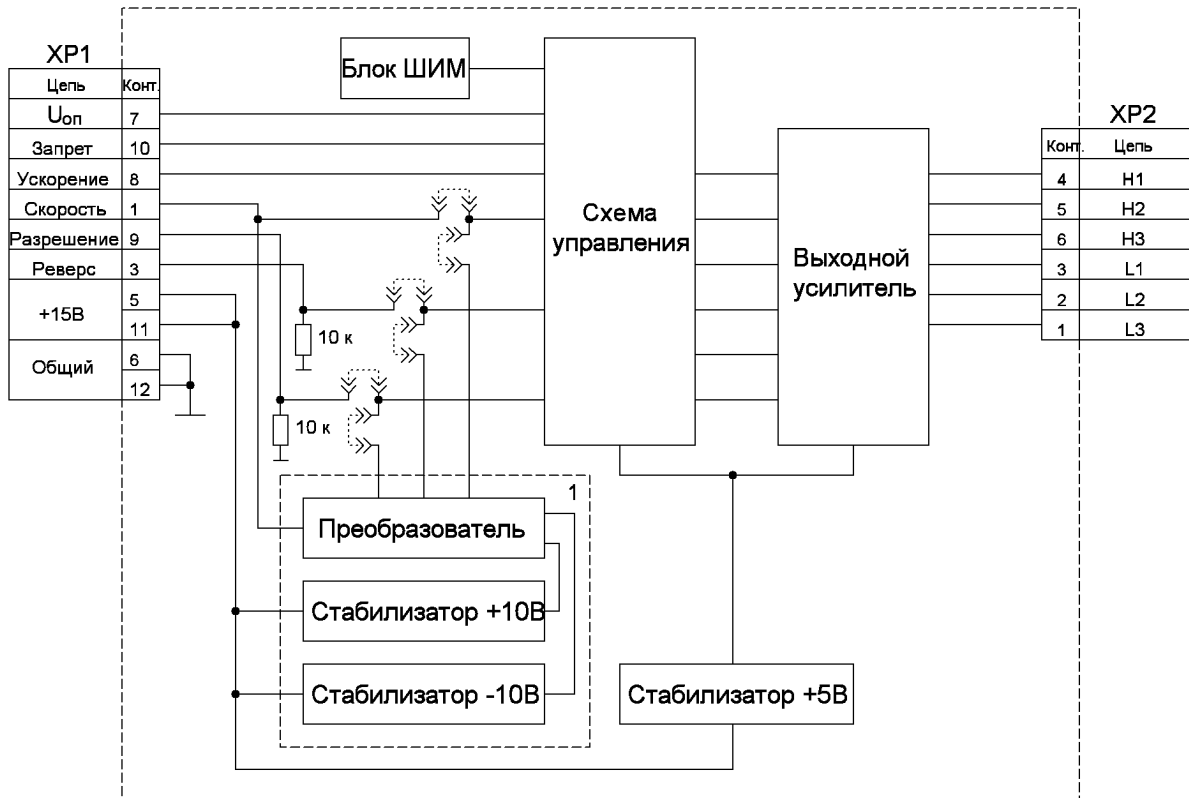 XP1
Цепь Конт.
Uоп 7
Запрет 10
Ускорение 8
Скорость 1
Разрешение 9
Реверс 3
+15В 5
11
Общий 6
12
Блок ШИМ
Схема
управления
Выходной
усилитель
XP2
Конт. Цепь
4 H1
5 H2
6 H3
3 L1
2 L2
1 L3
10 к
10 к
1
Преобразователь
Стабилизатор +10В
Стабилизатор -10В
Стабилизатор +5В